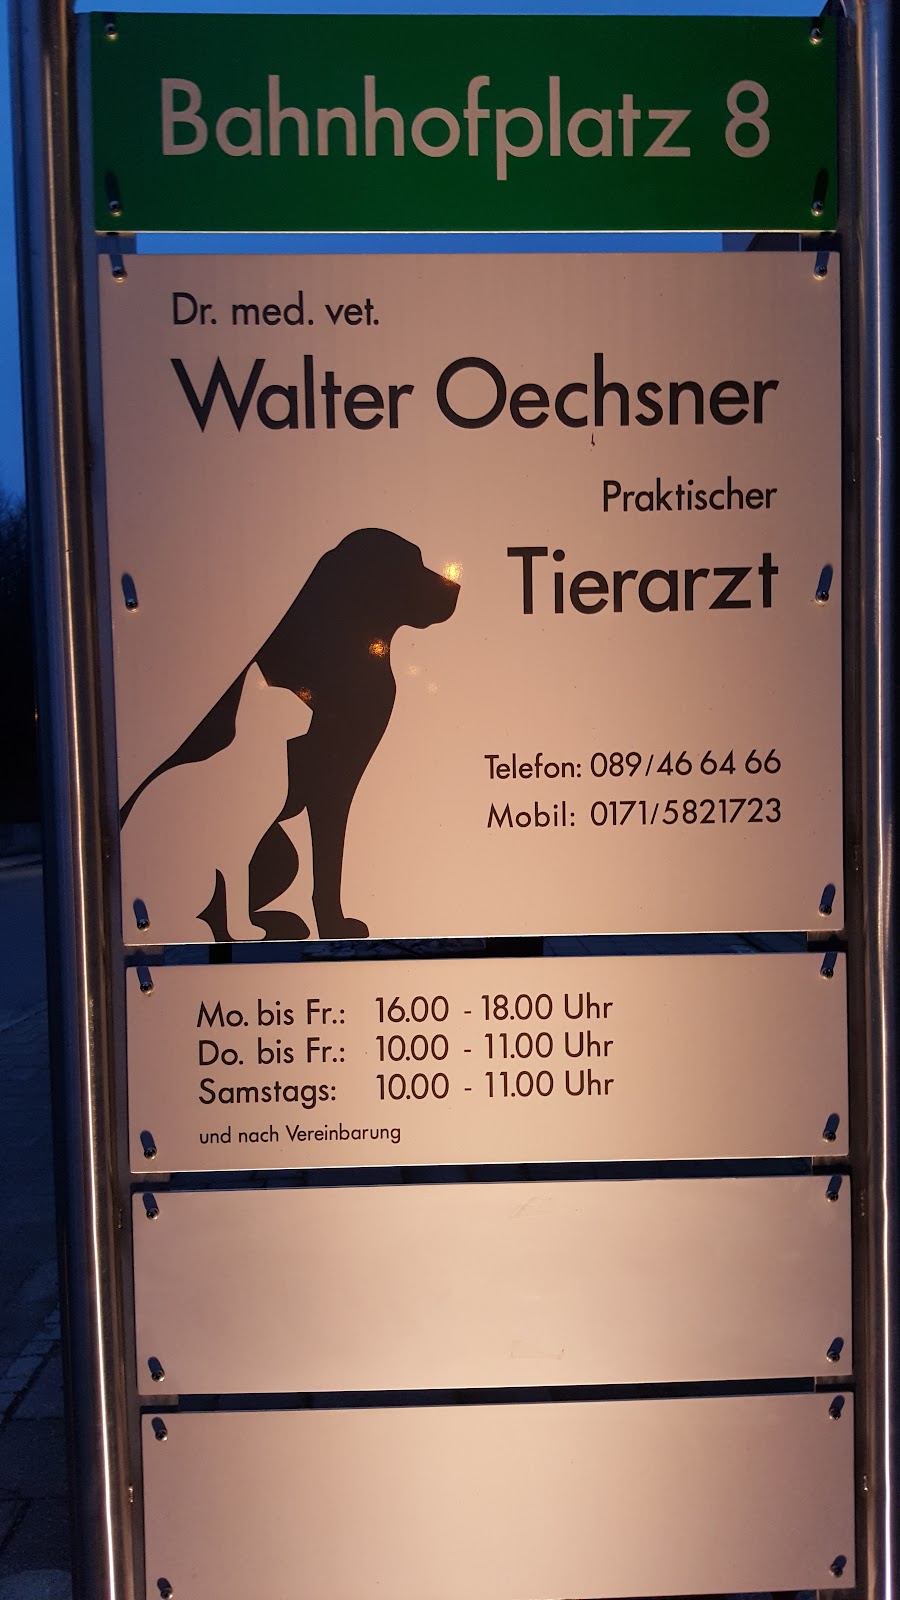 Bahnhofplatz 8
Dr. med. vet.
Walter Oechsner
Praktischer
Tierarzt
Telefon: 089/46 64 66
Mobil: 0171/5821723
Mo. bis Fr.: 16.00 - 18.00 Uhr
Do. bis Fr.: 10.00 - 11.00 Uhr
Samstags: 10.00 - 11.00 Uhr
und nach Vereinbarung